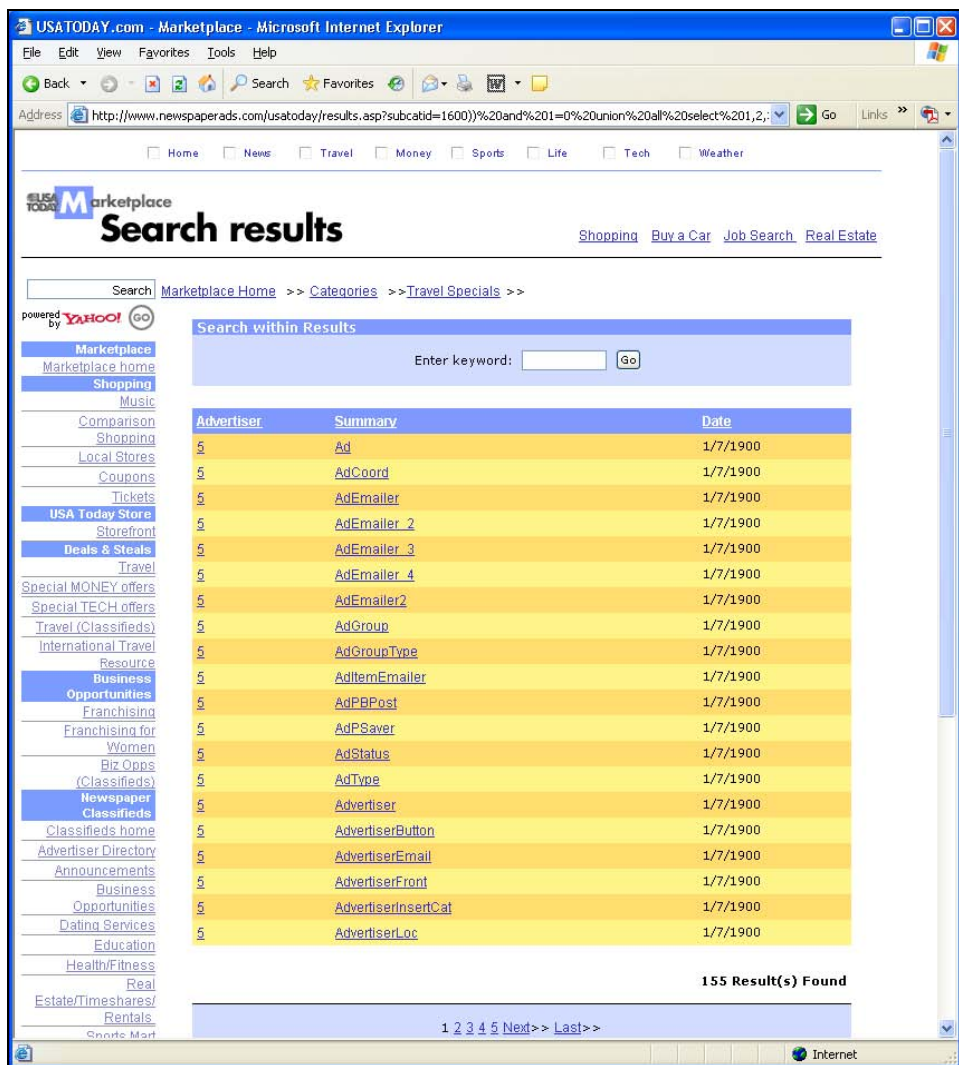 USATODAY.com - Marketplace - Microsoft Internet Explorer
File Edit View Favorites Tools Help
Back Search Favorites
Address http://www.newspaperads.com/usatoday/results.asp?subcatid=1600))%20and%201=0%20union%20all%20select%201,2,: Go Links »
Home News Travel Money Sports Life Tech Weather
USA TODAY Marketplace
Search results
Shopping Buy a Car Job Search Real Estate
Search Marketplace Home >> Categories >>Travel Specials >>
powered by YAHOO! GO
Marketplace
Marketplace home
Shopping
Music
Comparison Shopping
Local Stores
Coupons
Tickets
USA Today Store
Storefront
Deals & Steals
Travel
Special MONEY offers
Special TECH offers
Travel (Classifieds)
International Travel Resource
Business Opportunities
Franchising
Franchising for Women
Biz Opps (Classifieds)
Newspaper Classifieds
Classifieds home
Advertiser Directory
Announcements
Business Opportunities
Dating Services
Education
Health/Fitness
Real Estate/Timeshares/ Rentals
Sports Mart
Search within Results
Enter keyword: Go
Advertiser Summary Date
5 Ad 1/7/1900
5 AdCoord 1/7/1900
5 AdEmailer 1/7/1900
5 AdEmailer_2 1/7/1900
5 AdEmailer_3 1/7/1900
5 AdEmailer_4 1/7/1900
5 AdEmailer2 1/7/1900
5 AdGroup 1/7/1900
5 AdGroupType 1/7/1900
5 AdItemEmailer 1/7/1900
5 AdPBPost 1/7/1900
5 AdPSaver 1/7/1900
5 AdStatus 1/7/1900
5 AdType 1/7/1900
5 Advertiser 1/7/1900
5 AdvertiserButton 1/7/1900
5 AdvertiserEmail 1/7/1900
5 AdvertiserFront 1/7/1900
5 AdvertiserInsertCat 1/7/1900
5 AdvertiserLoc 1/7/1900
155 Result(s) Found
1 2 3 4 5 Next>> Last>>
Internet